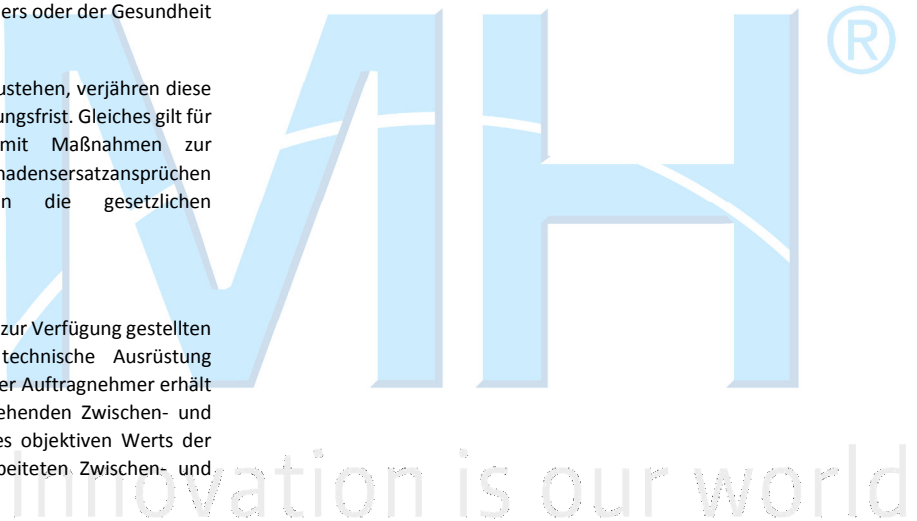 ers oder der Gesundheit
ustehen, verjähren diese
ungsfrist. Gleiches gilt für
mit Maßnahmen zur
nadensersatzansprüchen
n die gesetzlichen
zur Verfügung gestellten
technische Ausrüstung
er Auftragnehmer erhält
ehenden Zwischen- und
es objektiven Werts der
beiteten Zwischen- und
MH®
Innovation is our world